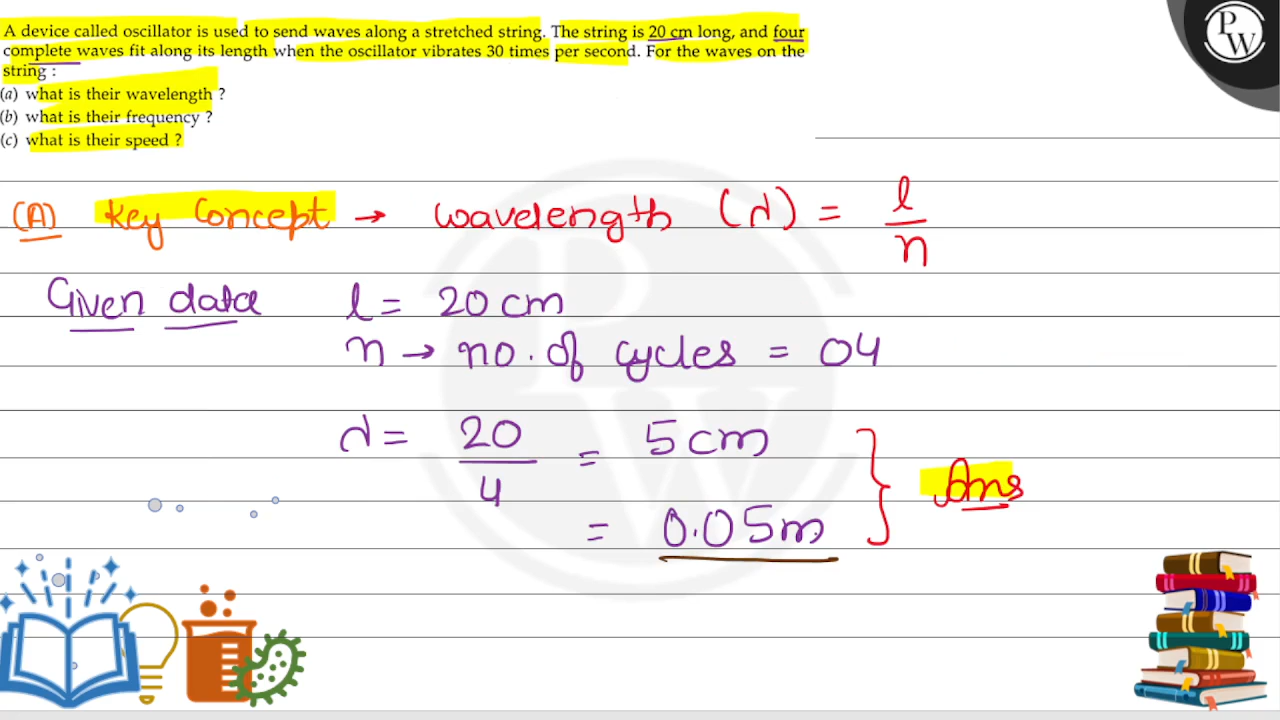 A device called oscillator is used to send waves along a stretched string. The string is 20 cm long, and four
complete waves fit along its length when the oscillator vibrates 30 times per second. For the waves on the
string :
(a) what is their wavelength ?
(b) what is their frequency ?
(c) what is their speed ?
PW
(A) Key Concept → wavelength (λ) = l/n
Given data l = 20 cm
n → no. of cycles = 04
λ = 20/4 = 5 cm
= 0.05m
Ans